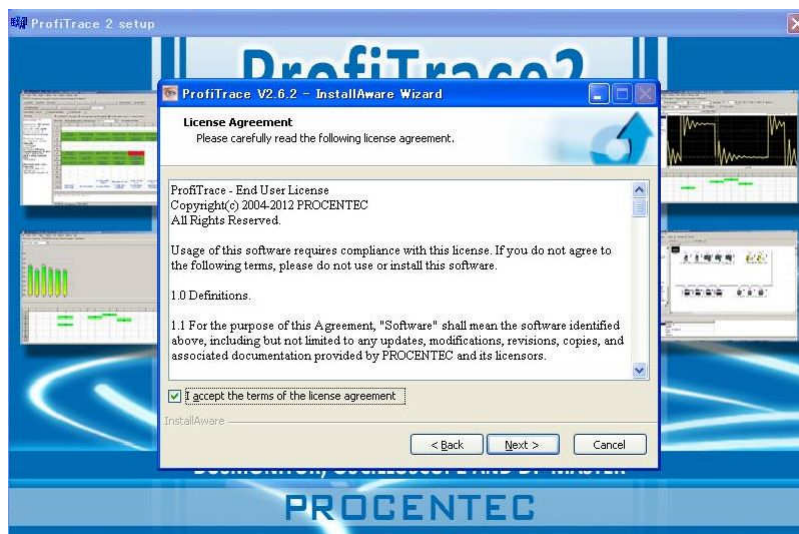 ProfiTrace 2 setup
ProfiTrace2
ProfiTrace V2.6.2 - InstallAware Wizard
License Agreement
Please carefully read the following license agreement.
ProfiTrace - End User License
Copyright(c) 2004-2012 PROCENTEC
All Rights Reserved.
Usage of this software requires compliance with this license. If you do not agree to
the following terms, please do not use or install this software.
1.0 Definitions.
1.1 For the purpose of this Agreement, "Software" shall mean the software identified
above, including but not limited to any updates, modifications, revisions, copies, and
associated documentation provided by PROCENTEC and its licensors.
I accept the terms of the license agreement
InstallAware
< Back
Next >
Cancel
BUSMONITOR, OSCILLOSCOPE AND DP-MASTER
PROCENTEC